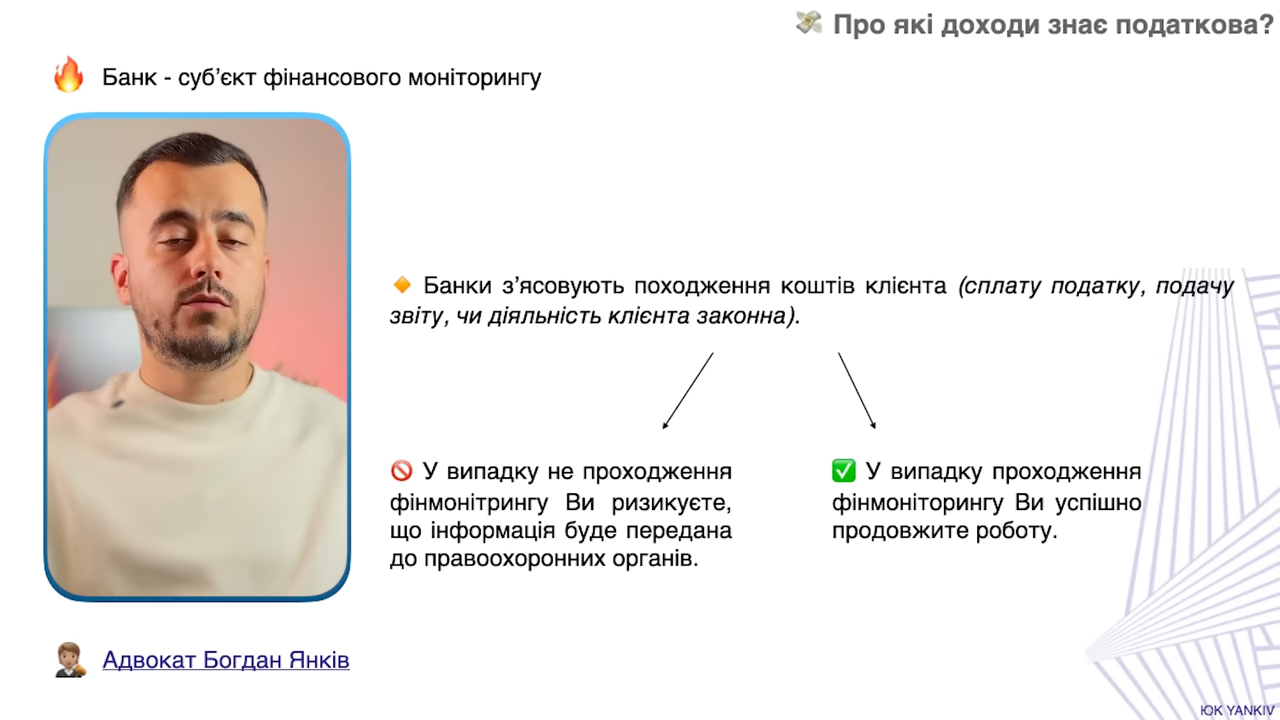 Про які доходи знає податкова?
Банк - суб’єкт фінансового моніторингу
Банки з’ясовують походження коштів клієнта (сплату податку, подачу
звіту, чи діяльність клієнта законна).
У випадку не проходження
фінмонітрингу Ви ризикуєте,
що інформація буде передана
до правоохоронних органів.
У випадку проходження
фінмоніторингу Ви успішно
продовжите роботу.
Адвокат Богдан Янків
ЮК YANKIV